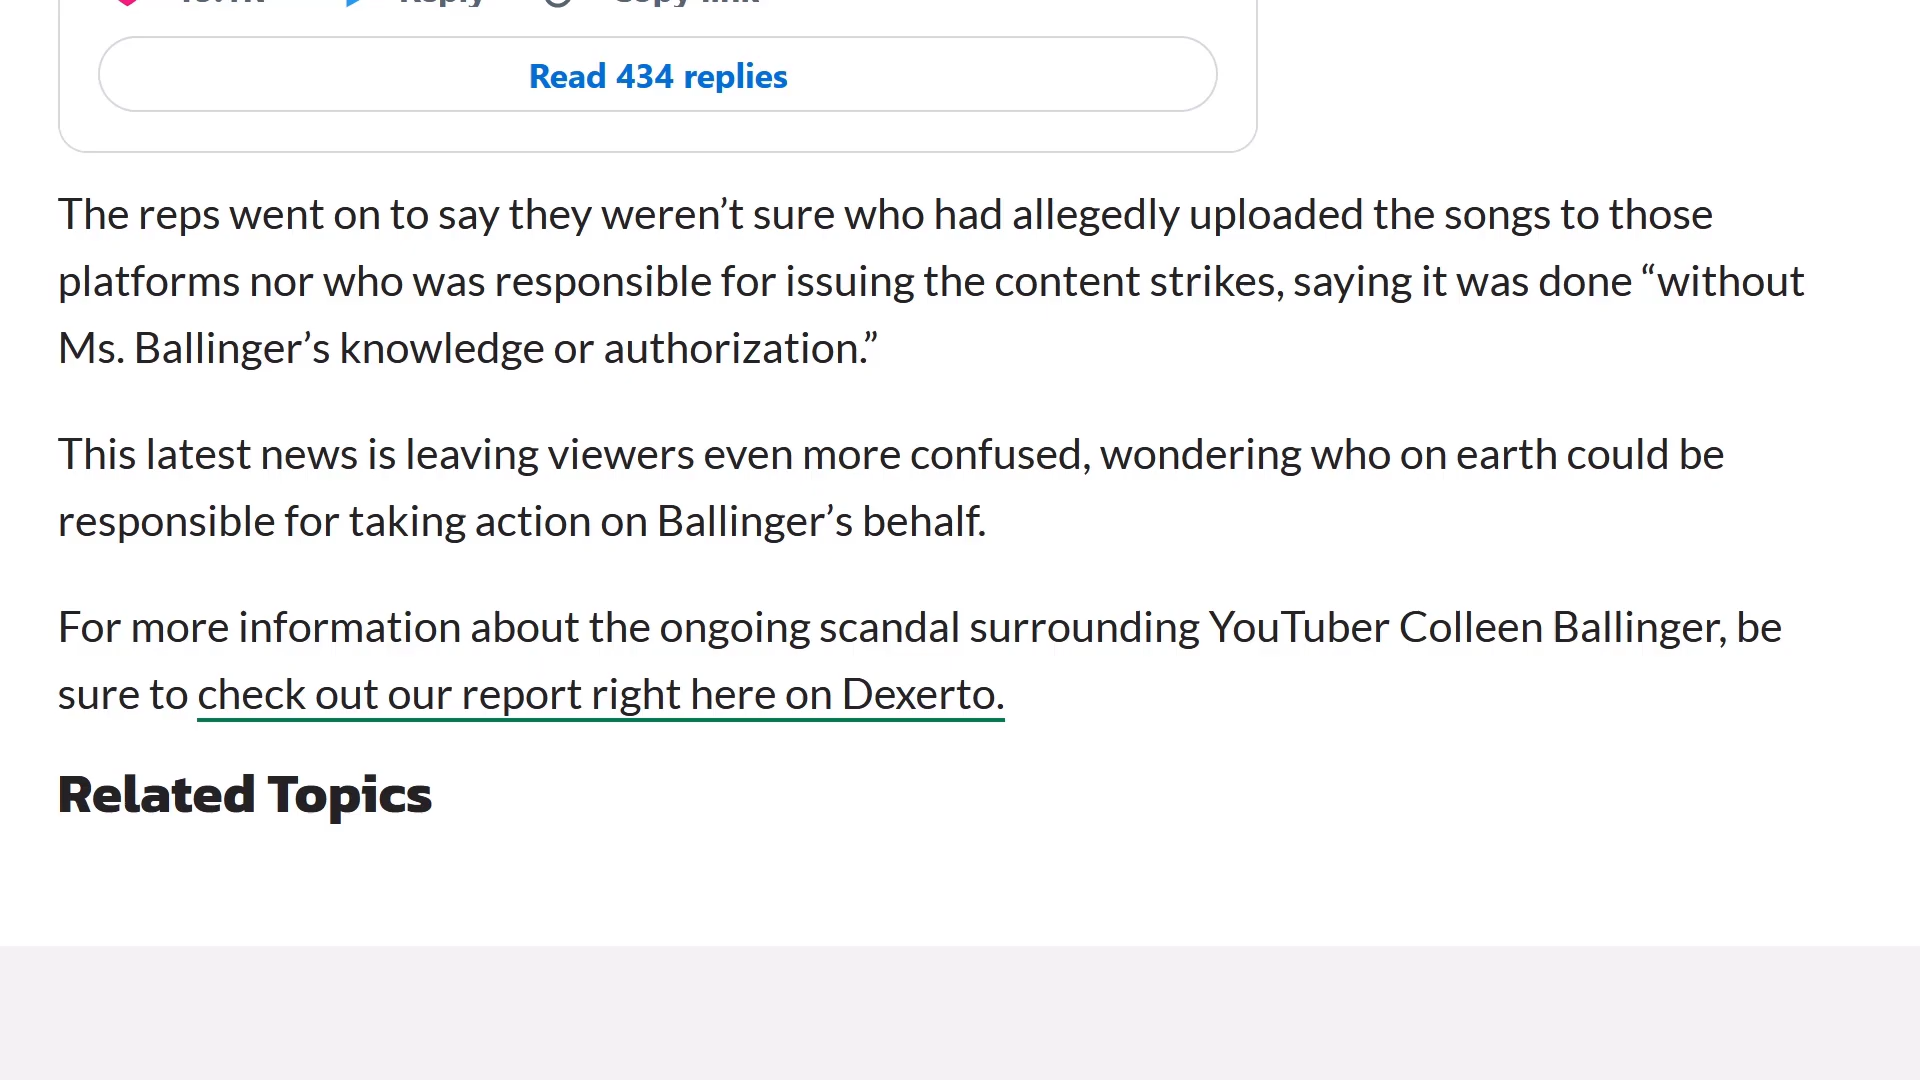 Read 434 replies
The reps went on to say they weren’t sure who had allegedly uploaded the songs to those
platforms nor who was responsible for issuing the content strikes, saying it was done “without
Ms. Ballinger’s knowledge or authorization.”
This latest news is leaving viewers even more confused, wondering who on earth could be
responsible for taking action on Ballinger’s behalf.
For more information about the ongoing scandal surrounding YouTuber Colleen Ballinger, be
sure to check out our report right here on Dexerto.
Related Topics